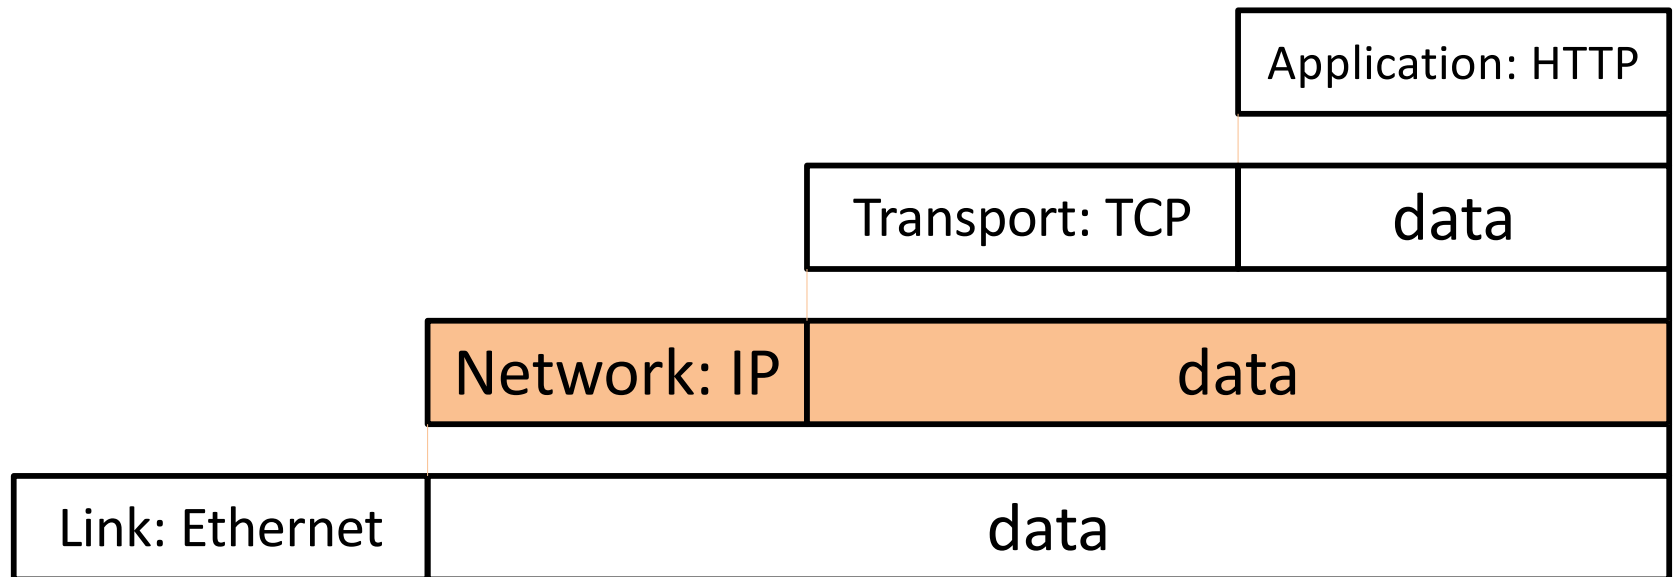 Application: HTTP
Transport: TCP data
Network: IP data
Link: Ethernet data